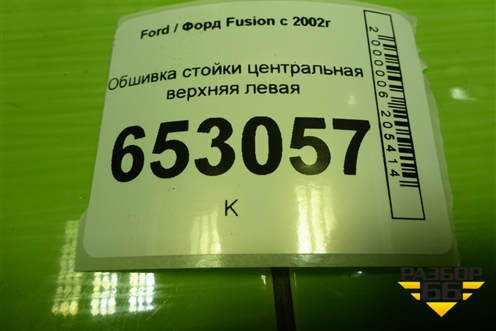 Ford / Форд Fusion с 2002г
Обшивка стойки центральная
верхняя левая
653057
К
2000006205414
РАЗБОР
66